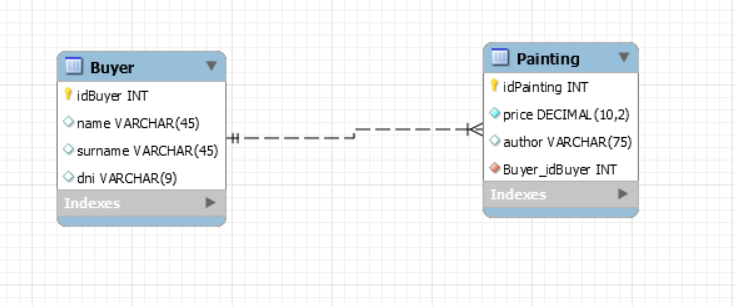 Buyer
idBuyer INT
name VARCHAR(45)
surname VARCHAR(45)
dni VARCHAR(9)
Indexes
Painting
idPainting INT
price DECIMAL(10,2)
author VARCHAR(75)
Buyer_idBuyer INT
Indexes